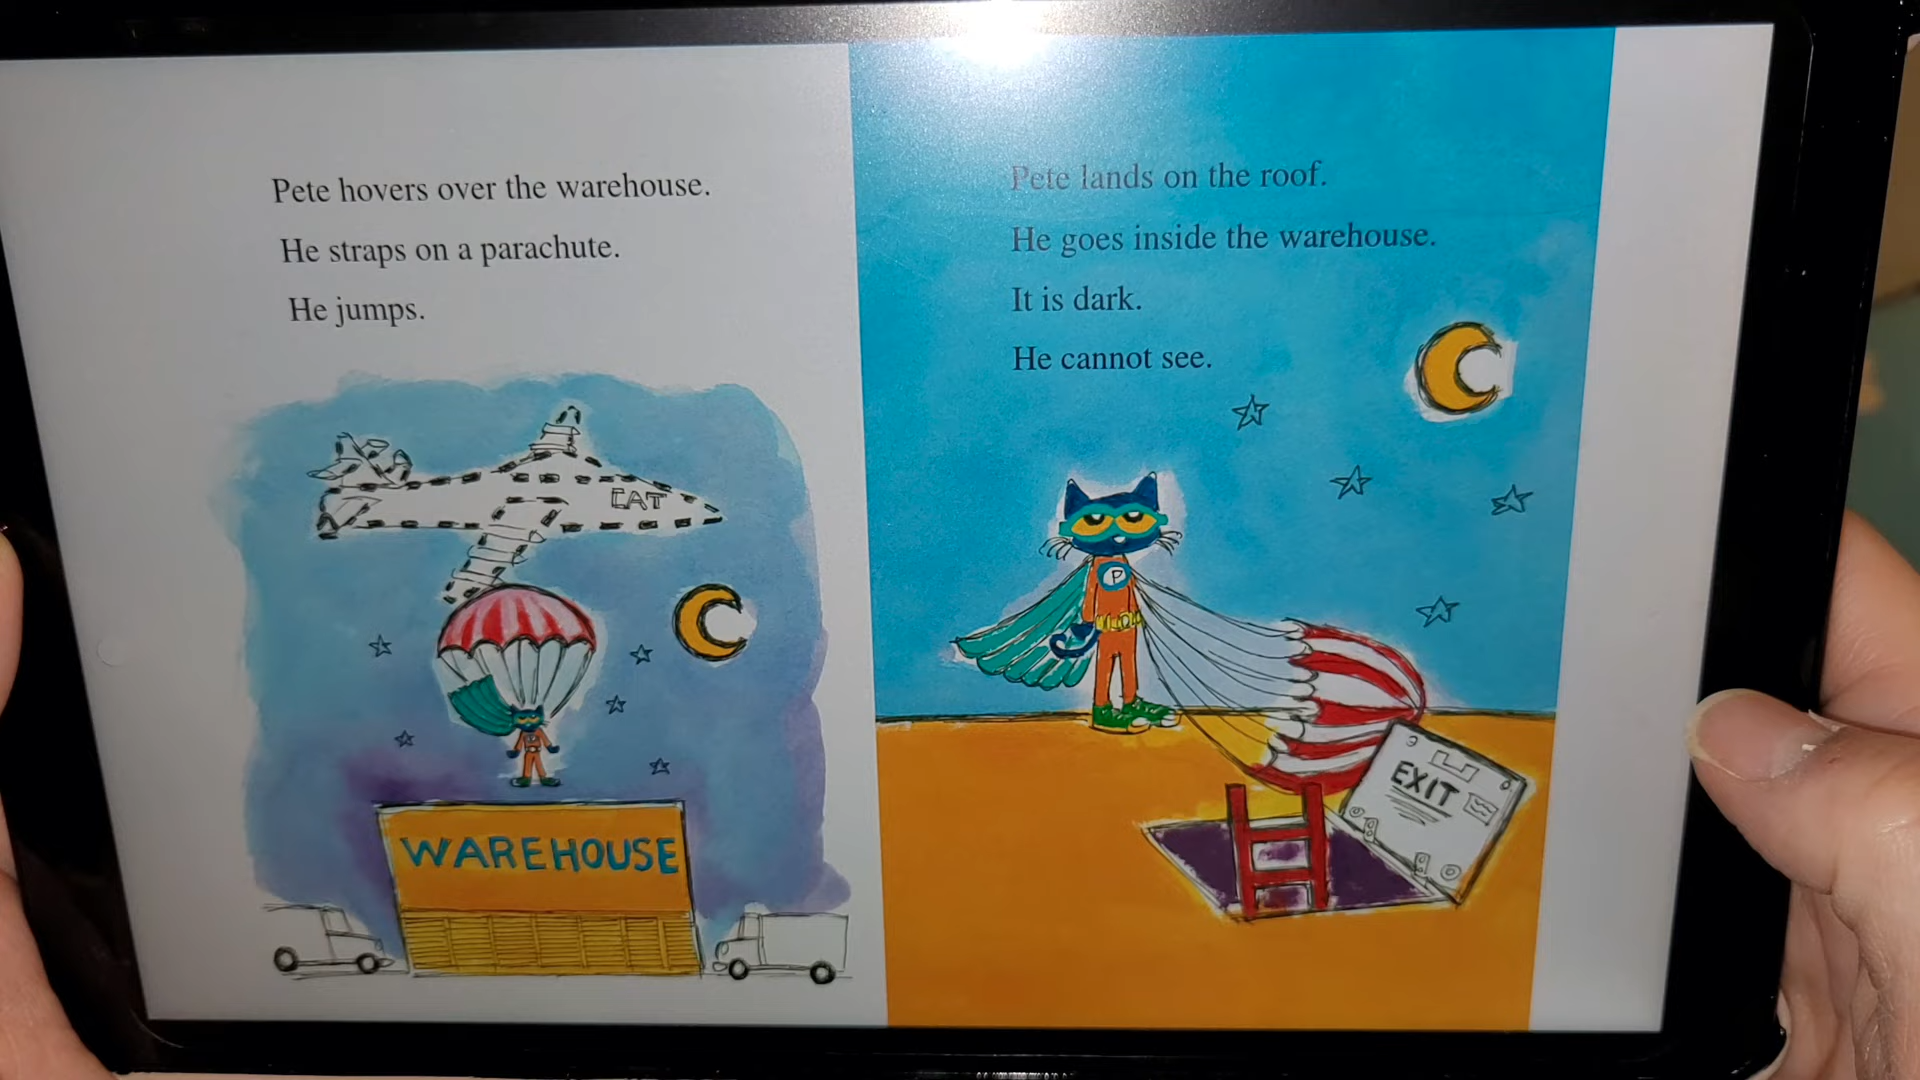 Pete hovers over the warehouse.
He straps on a parachute.
He jumps.
CAT
WAREHOUSE
Pete lands on the roof.
He goes inside the warehouse.
It is dark.
He cannot see.
P
EXIT